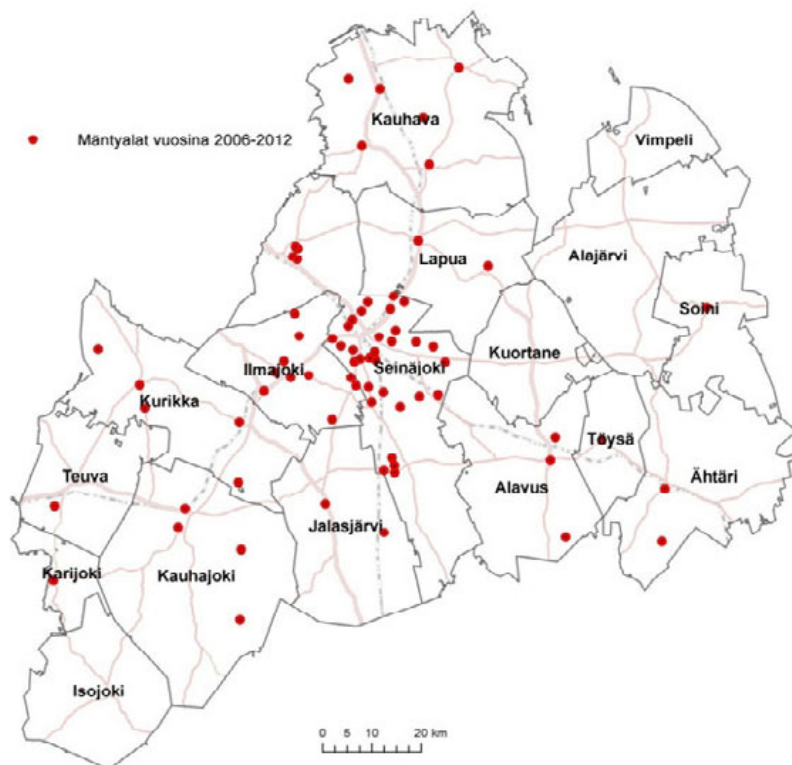 Mäntyalat vuosina 2006-2012
Kauhava
Vimpeli
Lapua
Alajärvi
Soini
Kuortane
Ilmajoki
Seinäjoki
Kurikka
Töysä
Teuva
Ähtäri
Alavus
Jalasjärvi
Karijoki
Kauhajoki
Isojoki
0 5 10 20 km